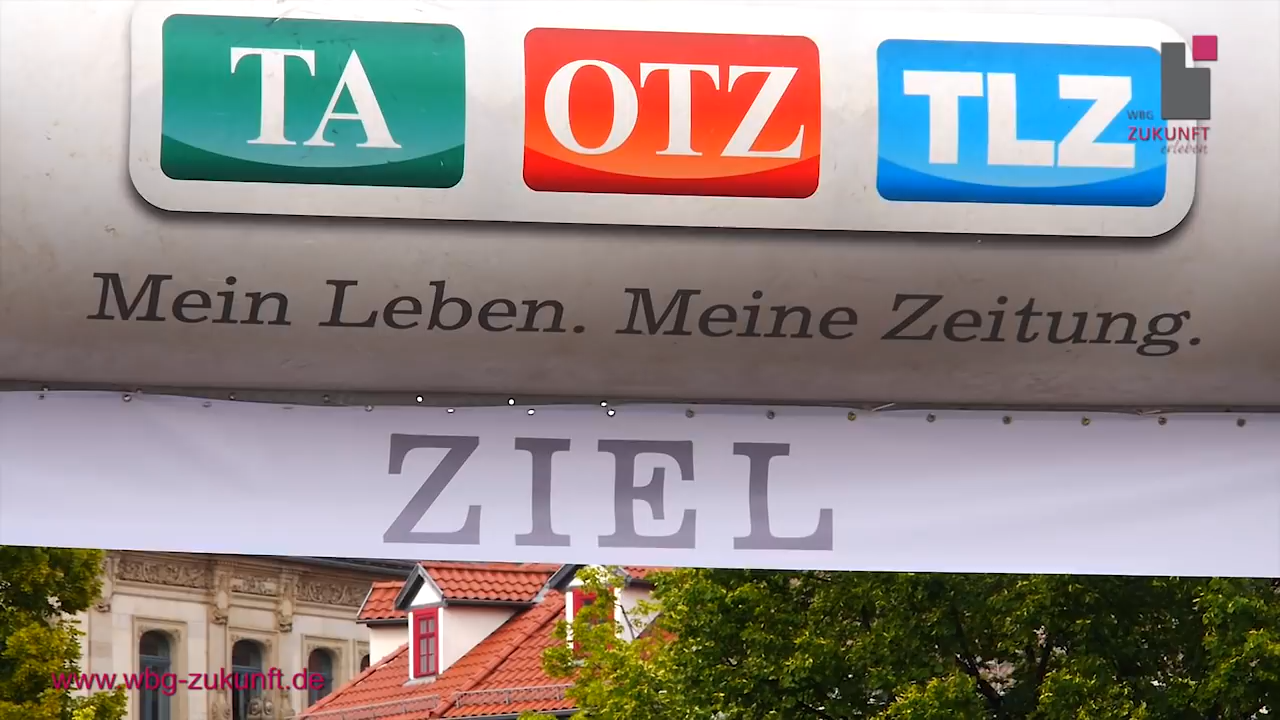 TA OTZ TLZ
WBG
ZUKUNFT
erleben
Mein Leben. Meine Zeitung.
ZIEL
www.wbg-zukunft.de